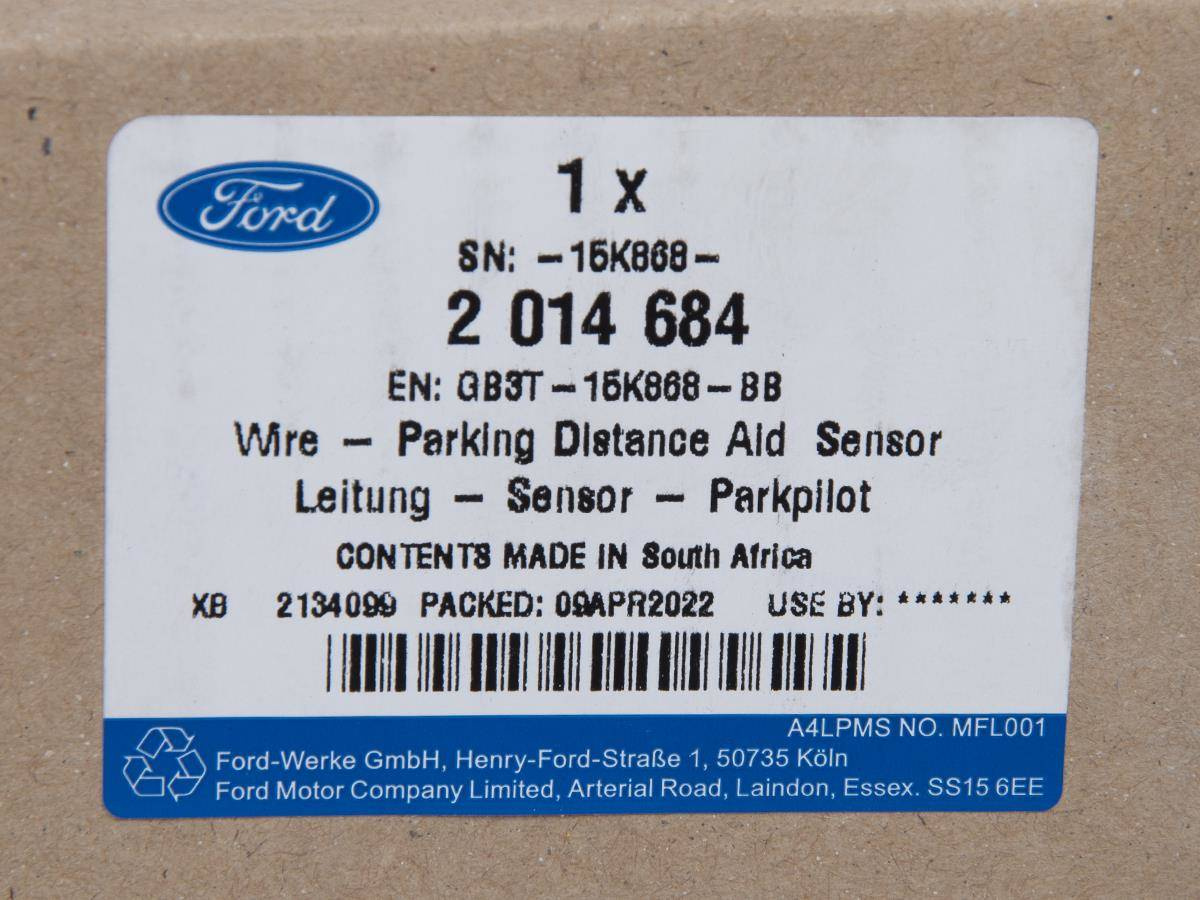 Ford
1 x
SN: -15K868-
2 014 684
EN: GB3T-15K868-BB
Wire - Parking Distance Aid Sensor
Leitung - Sensor - Parkpilot
CONTENTS MADE IN South Africa
XB 2134099 PACKED: 09APR2022 USE BY: *******
A4LPMS NO. MFL001
Ford-Werke GmbH, Henry-Ford-Straße 1, 50735 Köln
Ford Motor Company Limited, Arterial Road, Laindon, Essex. SS15 6EE